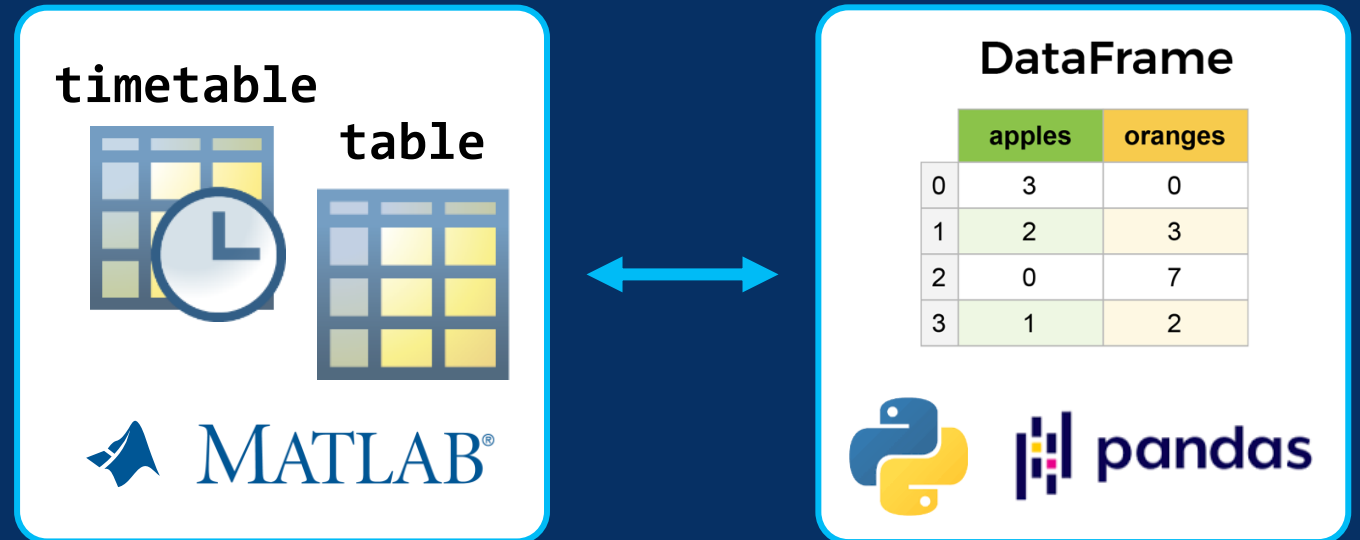 timetable
table
MATLAB®
DataFrame
apples oranges
0 3 0
1 2 3
2 0 7
3 1 2
pandas